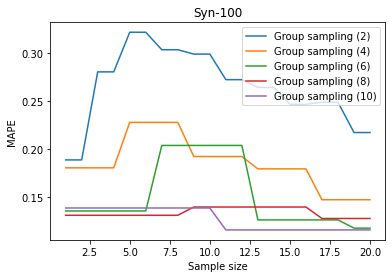 Syn-100
Group sampling (2)
Group sampling (4)
Group sampling (6)
Group sampling (8)
Group sampling (10)
MAPE
0.30
0.25
0.20
0.15
2.5 5.0 7.5 10.0 12.5 15.0 17.5 20.0
Sample size